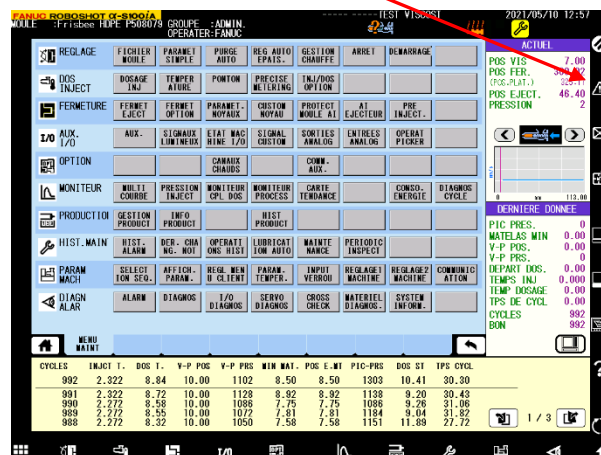 FANUC ROBOSHOT α-S100iA TEST VISCOST 2021/05/10 12:57
MOULE : Frisbee HDPE P508079 GROUPE :ADMIN.
OPERATER:FANUC
ACTUEL
POS VIS 7.00
POS FER.
(POS.PLAT.)
POS EJECT. 46.40
PRESSION 2
REGLAGE FICHIER MOULE PARAMET SIMPLE PURGE AUTO REG AUTO EPAIS. GESTION CHAUFFE ARRET DEMARRAGE
DOS INJECT DOSAGE INJ TEMPER ATURE PONTON PRECISE METERING INJ/DOS OPTION
FERMETURE FERMET EJECT FERMET OPTION PARAMET. NOYAUX CUSTOM NOYAU PROTECT MOULE AI AI EJECTEUR PRE INJECT.
AUX. I/O AUX. SIGNAUX LUMINEUX ETAT MAC HINE I/O SIGNAL CUSTOM SORTIES ANALOG ENTREES ANALOG OPERAT PICKER
OPTION CANAUX CHAUDS COMM. AUX.
MONITEUR MULTI COURBE PRESSION INJECT MONITEUR CPL DOS MONITEUR PROCESS CARTE TENDANCE CONSO. ENERGIE DIAGNOS CYCLE
0 mm 113.00
PRODUCTIOI GESTION PRODUCT INFO PRODUCT HIST PRODUCT
HIST.MAIN HIST. ALARM DER. CHA NG. NOT OPERATI ONS HIST LUBRICAT ION AUTO MAINTE NANCE PERIODIC INSPECT
PARAM MACH SELECT ION SEQ. AFFICH. PARAM. REGL MEN U CLIENT PARAM. TEMPER. INPUT VERROU REGLAGE1 MACHINE REGLAGE2 MACHINE COMMUNIC ATION
DIAGN ALAR ALARM DIAGNOS I/O DIAGNOS SERVO DIAGNOS CROSS CHECK MATERIEL DIAGNOS. SYSTEM INFORM.
DERNIERE DONNEE
PIC PRES. 0
MATELAS MIN 0.00
V-P POS. 0.00
V-P PRS. 0
DEPART DOS. 0.00
TEMPS INJ 0.000
TEMP DOSAGE 0.00
TPS DE CYCL 0.00
CYCLES 992
BON 992
MENU MAINT
CYCLES INJCT T. DOS T. V-P POS V-P PRS MIN MAT. POS E.MT PIC-PRS DOS ST TPS CYCL
992 2.322 8.84 10.00 1102 8.50 8.50 1303 10.41 30.30
991 2.322 8.72 10.00 1128 8.92 8.92 1138 9.20 30.43
990 2.272 8.58 10.00 1086 7.75 7.75 1086 9.26 31.06
989 2.272 8.55 10.00 1072 7.81 7.81 1184 9.04 31.82
988 2.272 8.32 10.00 1050 7.58 7.58 1151 11.89 27.72
1 / 3
I/O